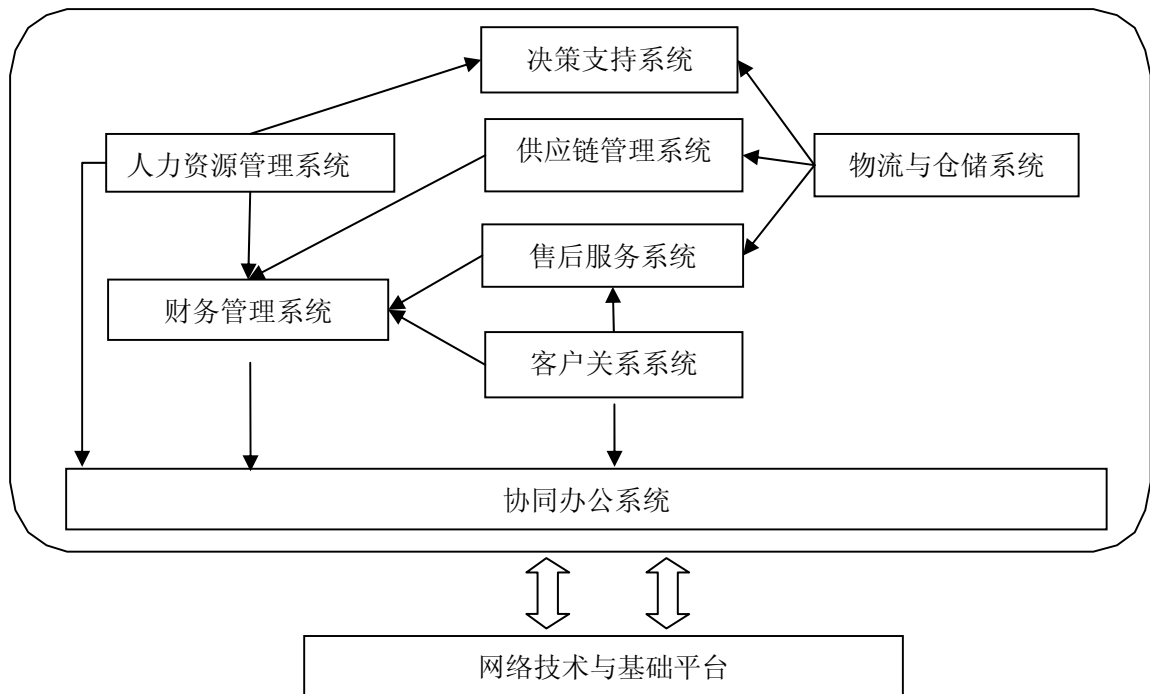 决策支持系统
人力资源管理系统
供应链管理系统
物流与仓储系统
售后服务系统
财务管理系统
客户关系系统
协同办公系统
网络技术与基础平台